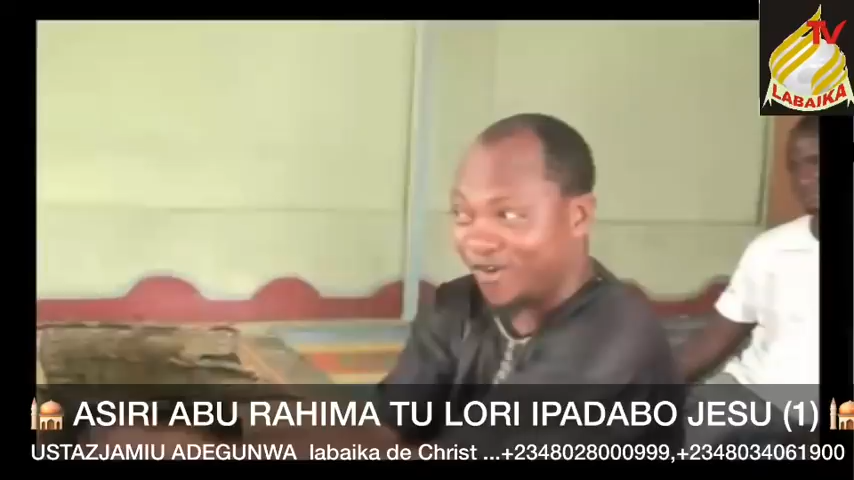 TV
LABAIKA
ASIRI ABU RAHIMA TU LORI IPADABO JESU (1)
USTAZJAMIU ADEGUNWA labaika de Christ ...+2348028000999,+2348034061900